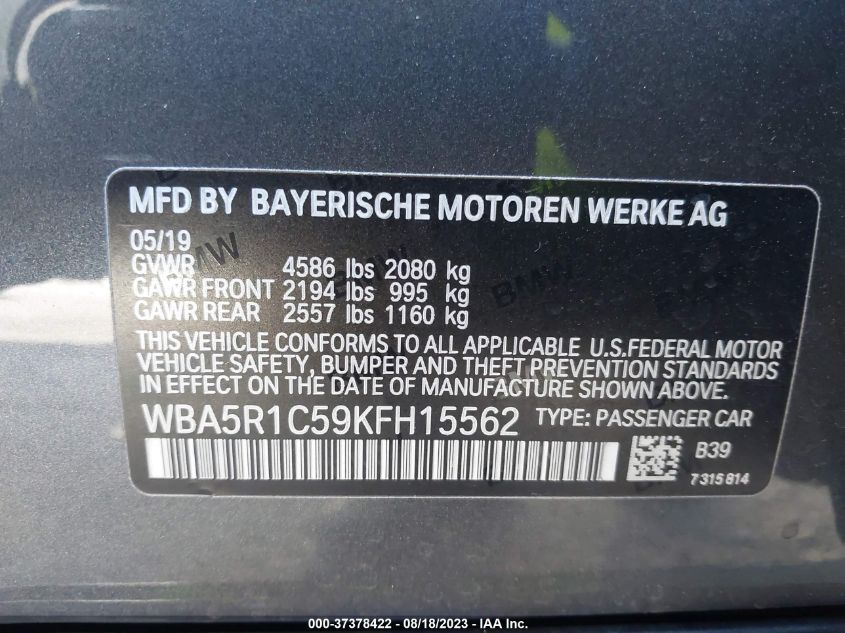 MFD BY BAYERISCHE MOTOREN WERKE AG
05/19
GVWR 4586 lbs 2080 kg
GAWR FRONT 2194 lbs 995 kg
GAWR REAR 2557 lbs 1160 kg
THIS VEHICLE CONFORMS TO ALL APPLICABLE U.S.FEDERAL MOTOR
VEHICLE SAFETY, BUMPER AND THEFT PREVENTION STANDARDS
IN EFFECT ON THE DATE OF MANUFACTURE SHOWN ABOVE.
WBA5R1C59KFH15562 TYPE: PASSENGER CAR
B39
7315814
000-37378422 - 08/18/2023 - IAA Inc.